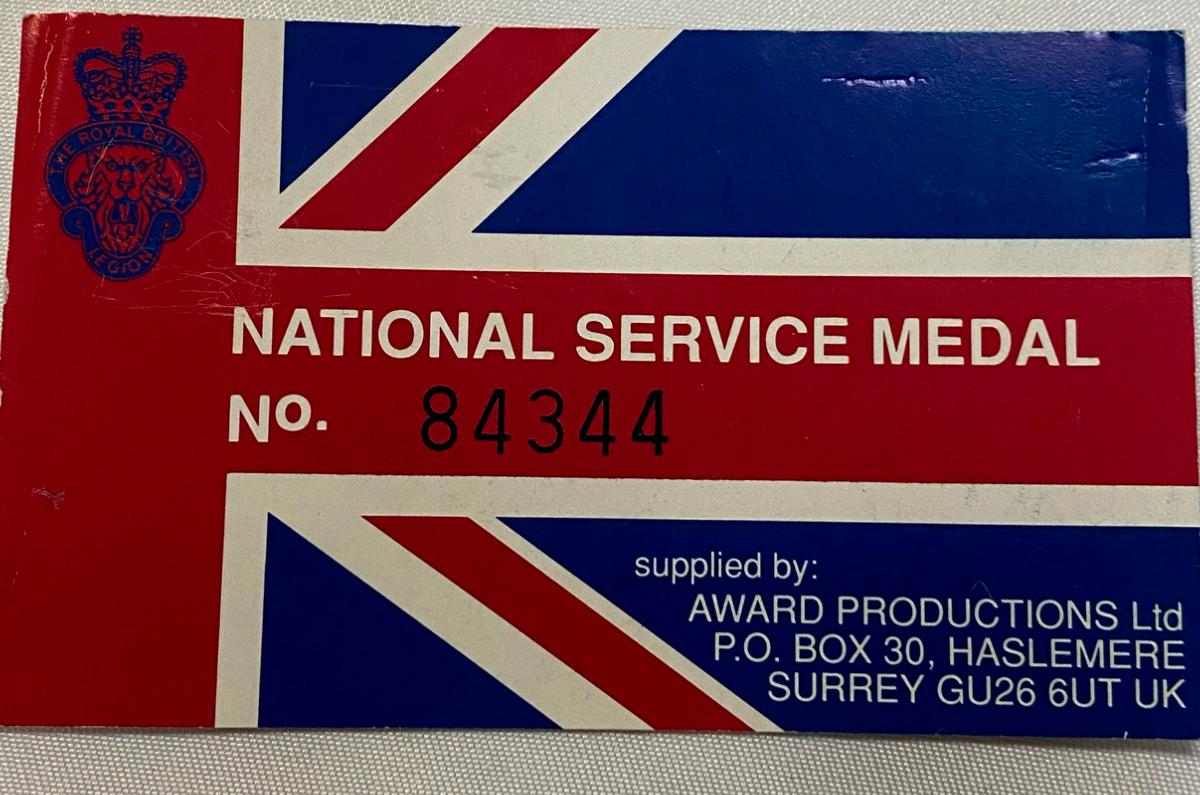 THE ROYAL BRITISH
LEGION
NATIONAL SERVICE MEDAL
No. 84344
supplied by:
AWARD PRODUCTIONS Ltd
P.O. BOX 30, HASLEMERE
SURREY GU26 6UT UK